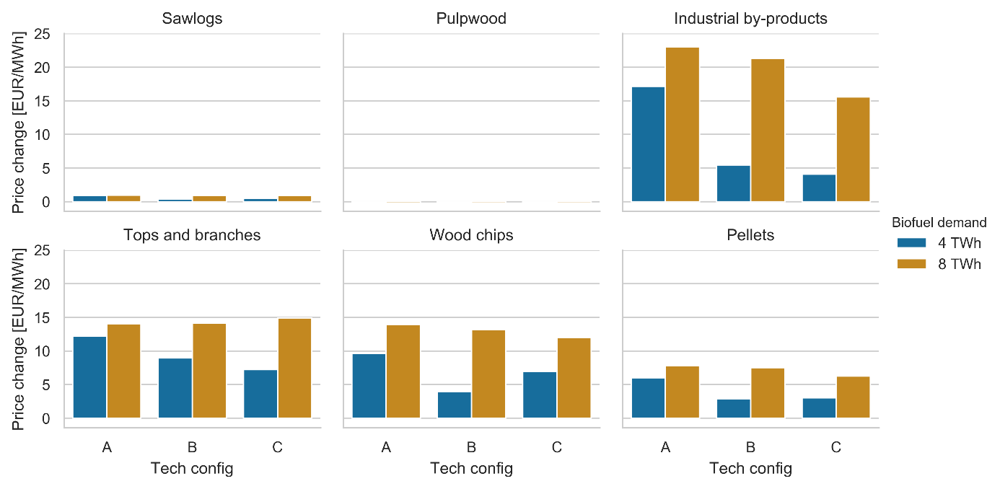 Sawlogs
Pulpwood
Industrial by-products
Price change [EUR/MWh]
25
20
15
10
5
0
Tops and branches
Wood chips
Pellets
Price change [EUR/MWh]
25
20
15
10
5
0
A
B
C
A
B
C
A
B
C
Tech config
Tech config
Tech config
Biofuel demand
4 TWh
8 TWh